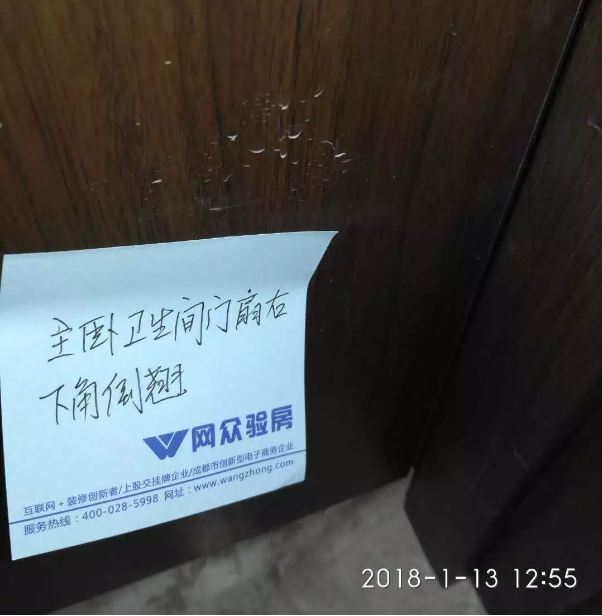 主卧卫生间门扇右
下角倒翘
网众验房
互联网+装修创新者/上股交挂牌企业/成都市创新型电子商务企业
服务热线:400-028-5998 网址:www.wangzhong.com
2018-1-13 12:55